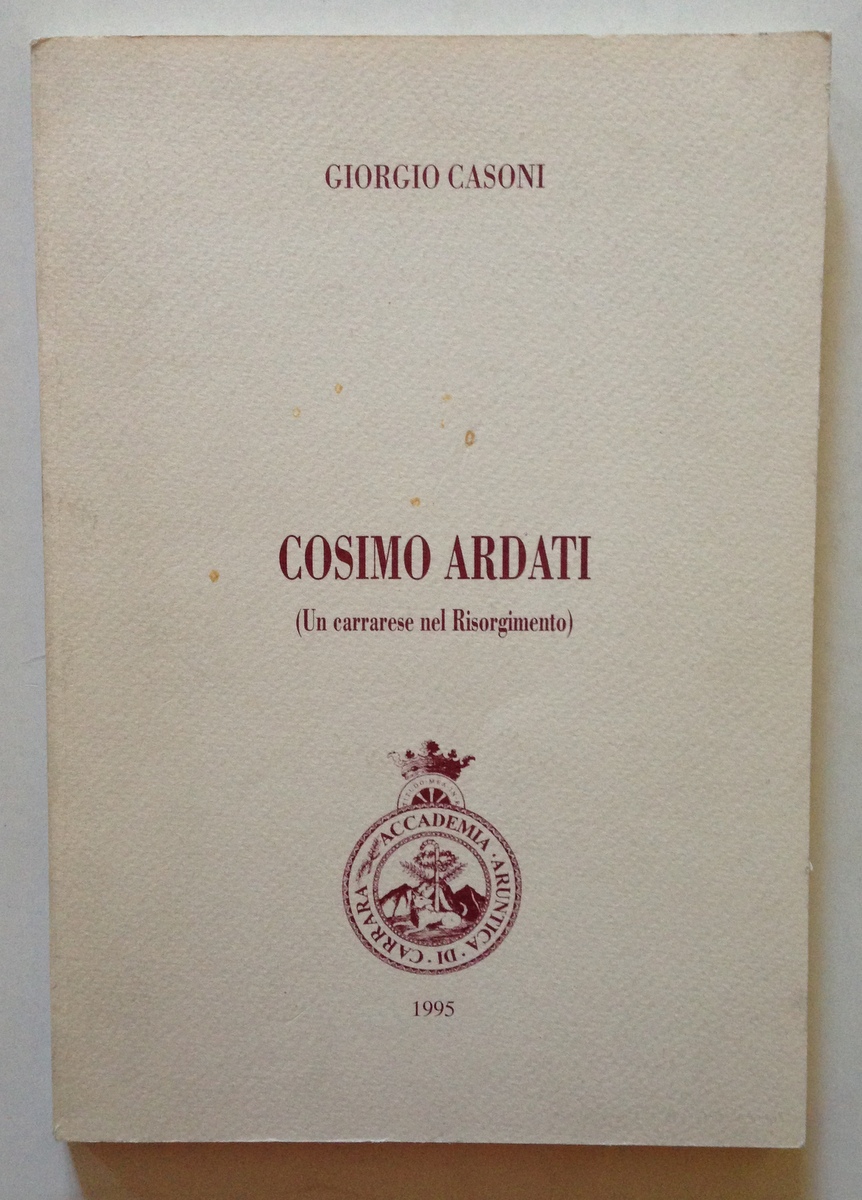 GIORGIO CASONI
COSIMO ARDATI
(Un carrarese nel Risorgimento)
ACCADEMIA · ARUNTICA · DI · CARRARA
1995